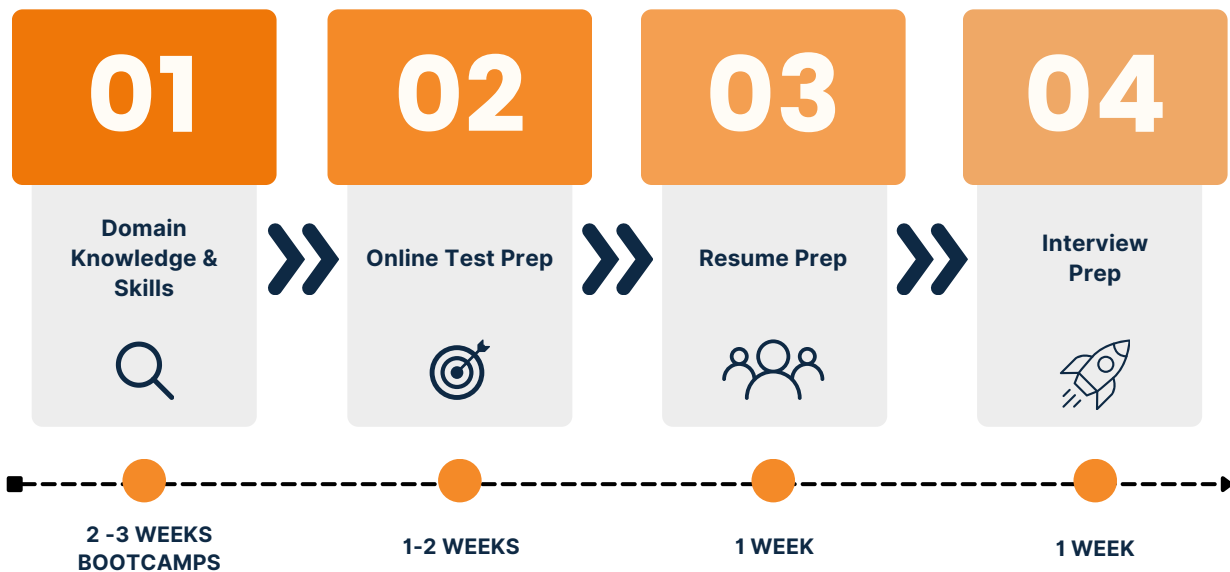 01
02
03
04
Domain
Knowledge &
Skills
Online Test Prep
Resume Prep
Interview
Prep
2 -3 WEEKS
BOOTCAMPS
1-2 WEEKS
1 WEEK
1 WEEK